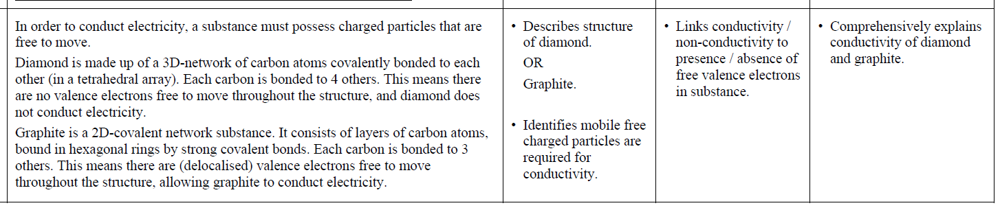 In order to conduct electricity, a substance must possess charged particles that are
free to move.
Diamond is made up of a 3D-network of carbon atoms covalently bonded to each
other (in a tetrahedral array). Each carbon is bonded to 4 others. This means there
are no valence electrons free to move throughout the structure, and diamond does
not conduct electricity.
Graphite is a 2D-covalent network substance. It consists of layers of carbon atoms,
bound in hexagonal rings by strong covalent bonds. Each carbon is bonded to 3
others. This means there are (delocalised) valence electrons free to move
throughout the structure, allowing graphite to conduct electricity.
• Describes structure
of diamond.
OR
Graphite.
• Identifies mobile free
charged particles are
required for
conductivity.
• Links conductivity /
non-conductivity to
presence / absence of
free valence electrons
in substance.
• Comprehensively explains
conductivity of diamond
and graphite.